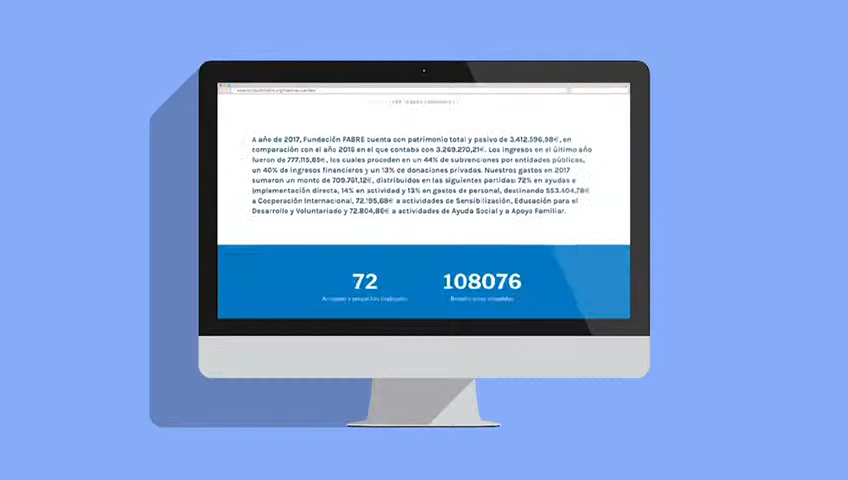 A año de 2017, Fundación FABRE cuenta con patrimonio total y pasivo de 3.412.596,98€, en
comparación con el año 2016 en el que contaba con 3.269.270,21€. Los ingresos en el último año
fueron de 777.115,65€, los cuales proceden en un 44% de subvenciones por entidades públicas,
un 40% de ingresos financieros y un 13% de donaciones privadas. Nuestros gastos en 2017
sumaron un monto de 709.761,12€, distribuidos en las siguientes partidas: 72% en ayudas e
implementación directa, 14% en actividad y 13% en gastos de personal, destinando 553.404,78€
a Cooperación Internacional, 72.195,68€ a actividades de Sensibilización, Educación para el
Desarrollo y Voluntariado y 72.804,86€ a actividades de Ayuda Social y a Apoyo Familiar.
72 108076